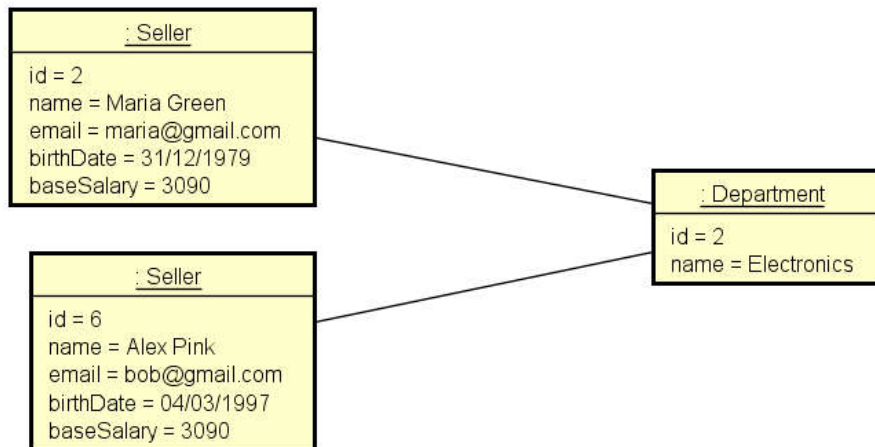 : Seller
id = 2
name = Maria Green
email = maria@gmail.com
birthDate = 31/12/1979
baseSalary = 3090
: Department
id = 2
name = Electronics
: Seller
id = 6
name = Alex Pink
email = bob@gmail.com
birthDate = 04/03/1997
baseSalary = 3090